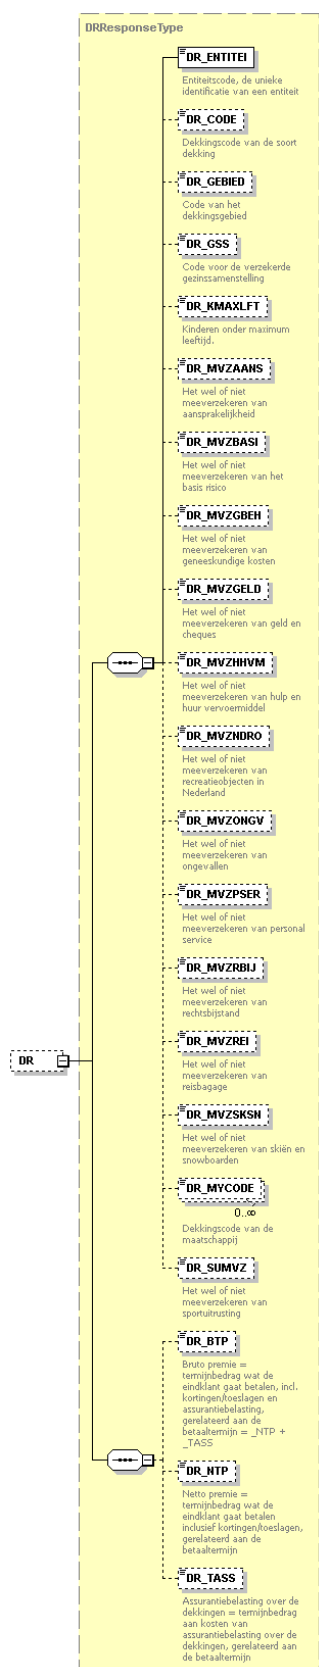 DRResponseType
DR_ENTITEI
Entiteitscode, de unieke
identificatie van een entiteit
DR_CODE
Dekkingscode van de soort
dekking
DR_GEBIED
Code van het
dekkingsgebied
DR_GSS
Code voor de verzekerde
gezinssamenstelling
DR_KMAXLFT
Kinderen onder maximum
leeftijd.
DR_MVZAANS
Het wel of niet
meeverzekeren van
aansprakelijkheid
DR_MVZBASI
Het wel of niet
meeverzekeren van het
basis risico
DR_MVZGBEH
Het wel of niet
meeverzekeren van
geneeskundige kosten
DR_MVZGELD
Het wel of niet
meeverzekeren van geld en
cheques
DR_MVZHHVM
Het wel of niet
meeverzekeren van hulp en
huur vervoermiddel
DR_MVZNDRO
Het wel of niet
meeverzekeren van
recreatieobjecten in
Nederland
DR_MVZONGV
Het wel of niet
meeverzekeren van
ongevallen
DR_MVZPSER
Het wel of niet
meeverzekeren van personal
service
DR_MVZRBIJ
Het wel of niet
meeverzekeren van
rechtsbijstand
DR
DR_MVZREI
Het wel of niet
meeverzekeren van
reisbagage
DR_MVZSKSN
Het wel of niet
meeverzekeren van skiën en
snowboarden
DR_MYCODE
0..∞
Dekkingscode van de
maatschappij
DR_SUMVZ
Het wel of niet
meeverzekeren van
sportuitrusting
DR_BTP
Bruto premie =
termijnbedrag wat de
eindklant gaat betalen, incl.
kortingen/toeslagen en
assurantiebelasting,
gerelateerd aan de
betaaltermijn = _NTP +
_TASS
DR_NTP
Netto premie =
termijnbedrag wat de
eindklant gaat betalen
inclusief kortingen/toeslagen,
gerelateerd aan de
betaaltermijn
DR_TASS
Assurantiebelasting over de
dekkingen = termijnbedrag
aan kosten van
assurantiebelasting over de
dekkingen, gerelateerd aan
de betaaltermijn